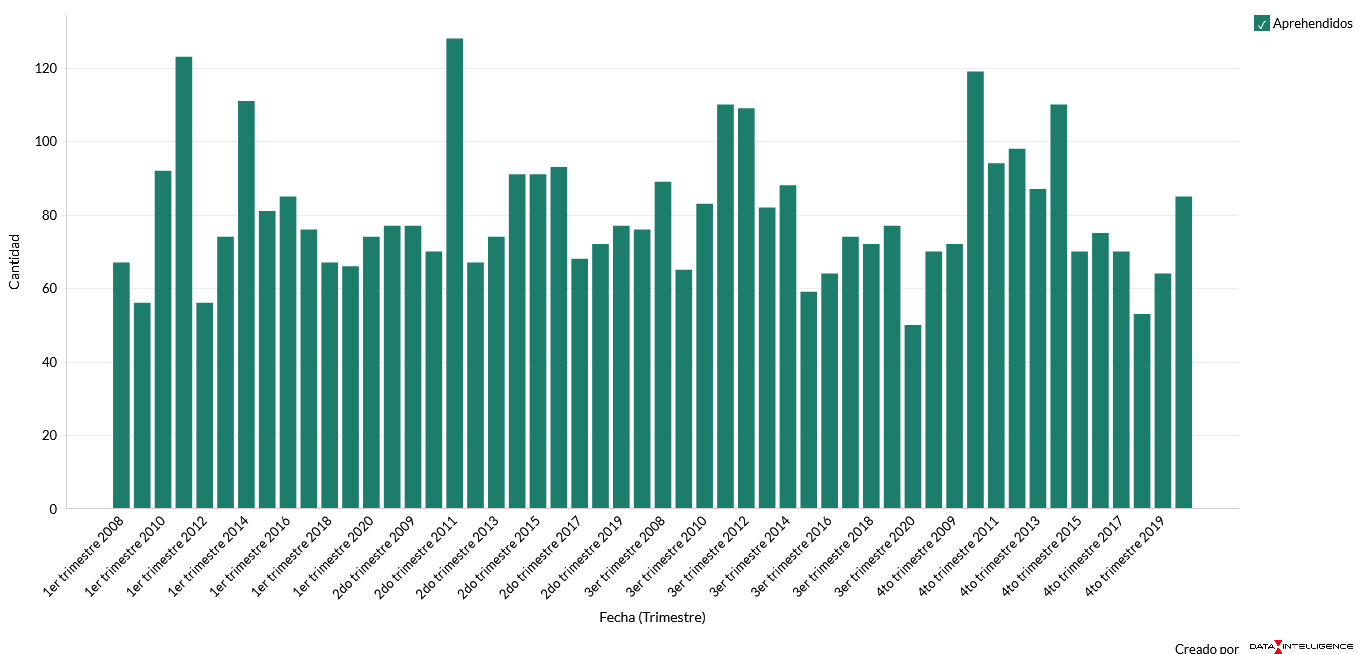 ✓ Aprehendidos
120
100
80
60
40
20
0
Cantidad
1er trimestre 2008
1er trimestre 2010
1er trimestre 2012
1er trimestre 2014
1er trimestre 2016
1er trimestre 2018
1er trimestre 2020
2do trimestre 2009
2do trimestre 2011
2do trimestre 2013
2do trimestre 2015
2do trimestre 2017
2do trimestre 2019
3er trimestre 2008
3er trimestre 2010
3er trimestre 2012
3er trimestre 2014
3er trimestre 2016
3er trimestre 2018
3er trimestre 2020
4to trimestre 2009
4to trimestre 2011
4to trimestre 2013
4to trimestre 2015
4to trimestre 2017
4to trimestre 2019
Fecha (Trimestre)
Creado por DATA INTELLIGENCE